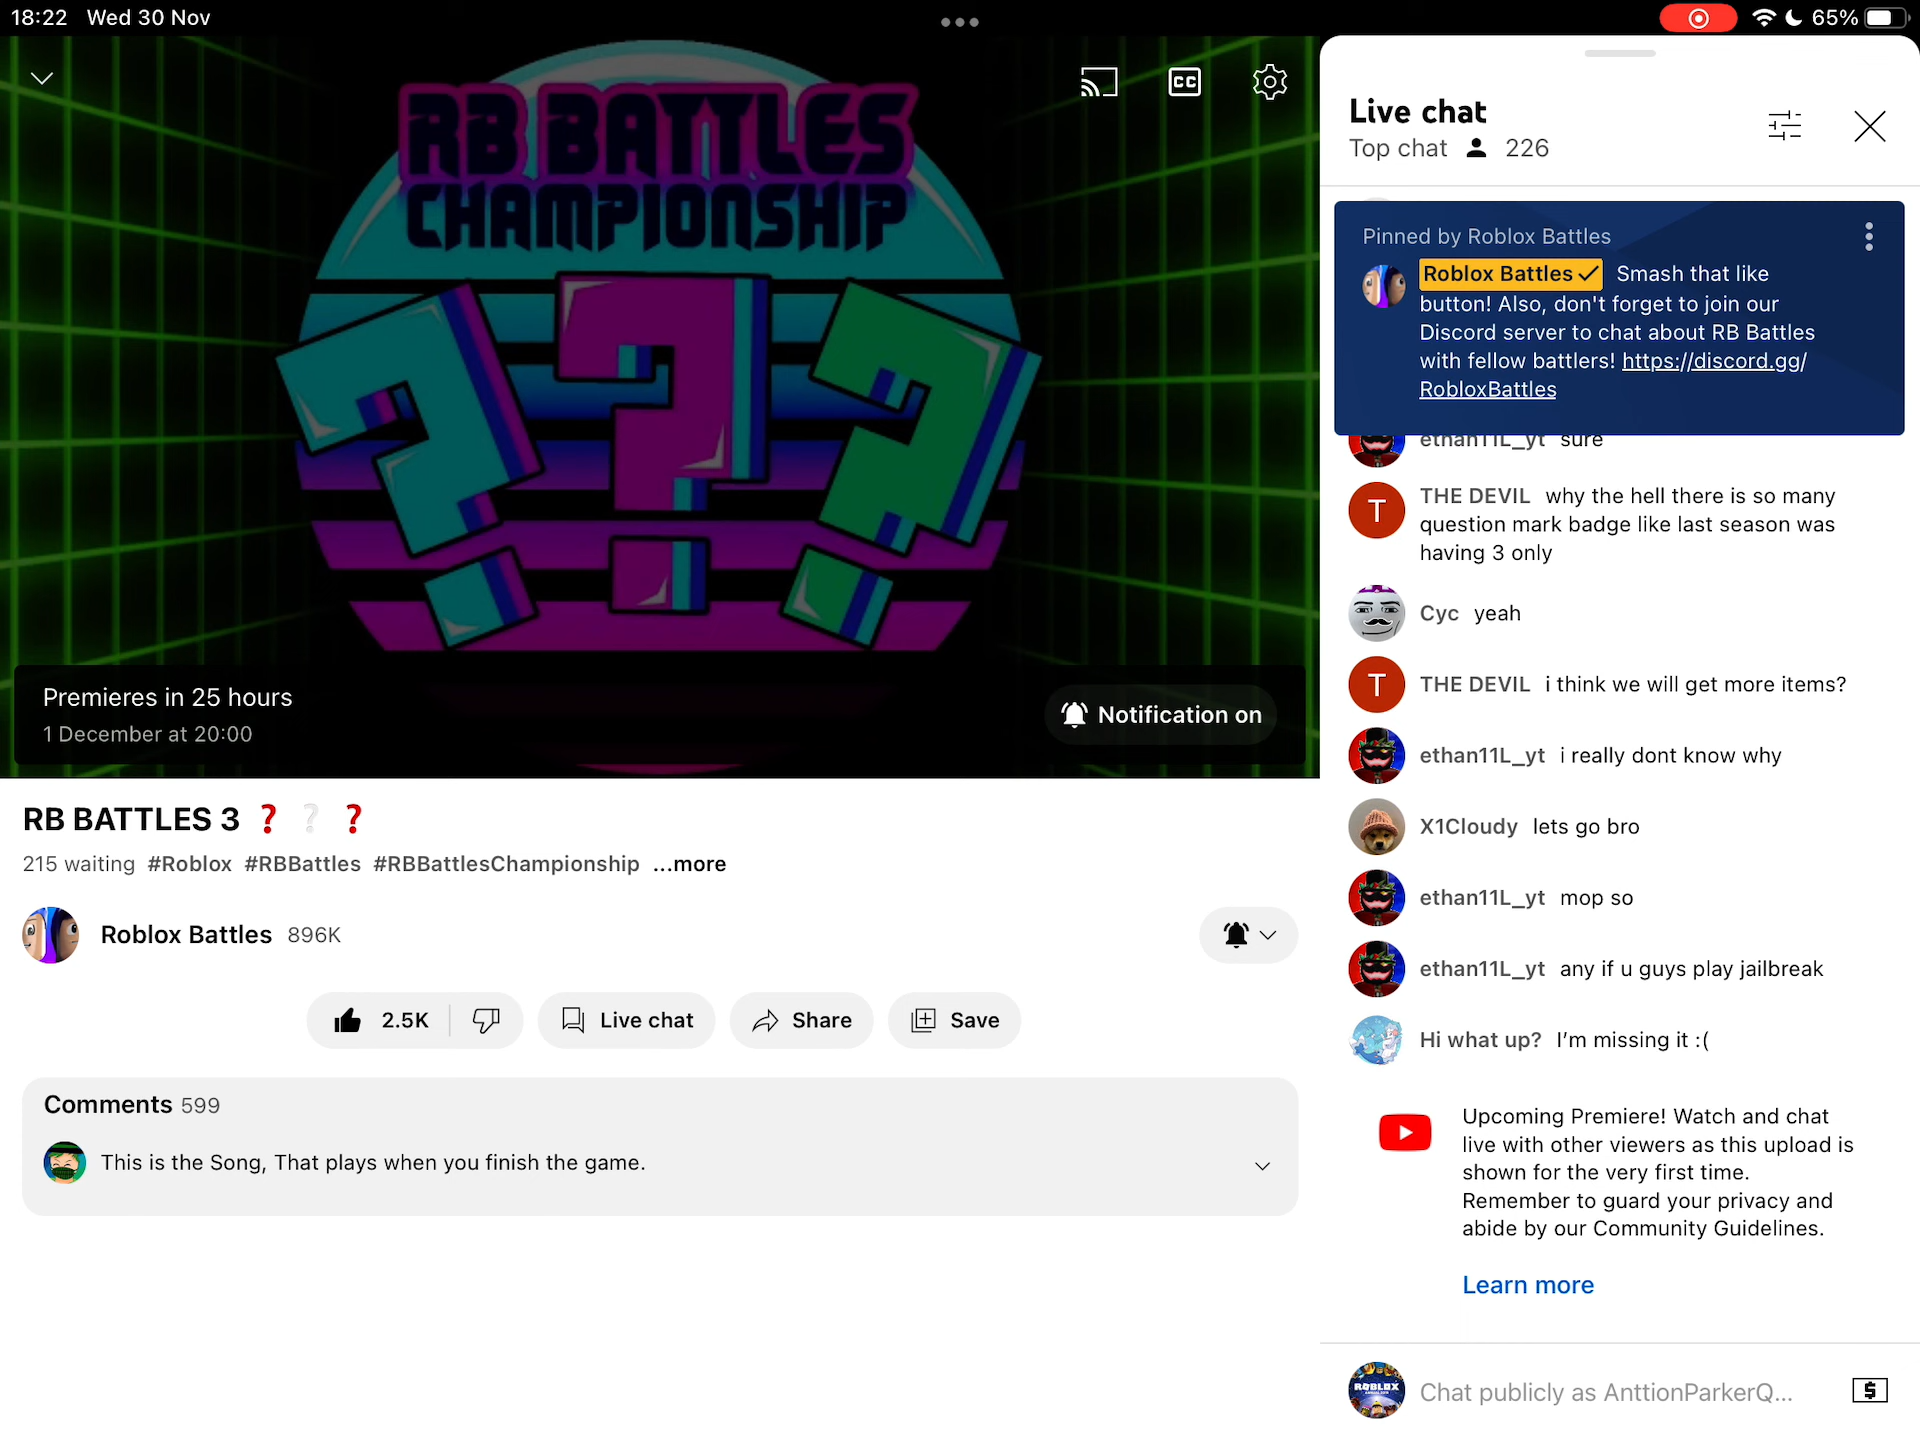 18:22 Wed 30 Nov
65%
RB BATTLES
CHAMPIONSHIP
? ? ?
CC
Premieres in 25 hours
1 December at 20:00
Notification on
RB BATTLES 3 ❓ ❔ ❓
215 waiting #Roblox #RBBattles #RBBattlesChampionship ...more
Roblox Battles 896K
2.5K
Live chat
Share
Save
Comments 599
This is the Song, That plays when you finish the game.
Live chat
Top chat 226
Pinned by Roblox Battles
Roblox Battles Smash that like
button! Also, don't forget to join our
Discord server to chat about RB Battles
with fellow battlers! https://discord.gg/
RobloxBattles
ethan11L_yt sure
T
THE DEVIL why the hell there is so many
question mark badge like last season was
having 3 only
Cyc yeah
T
THE DEVIL i think we will get more items?
ethan11L_yt i really dont know why
X1Cloudy lets go bro
ethan11L_yt mop so
ethan11L_yt any if u guys play jailbreak
Hi what up? I'm missing it :(
Upcoming Premiere! Watch and chat
live with other viewers as this upload is
shown for the very first time.
Remember to guard your privacy and
abide by our Community Guidelines.
Learn more
ROBLOX
Chat publicly as AnttionParkerQ...
$